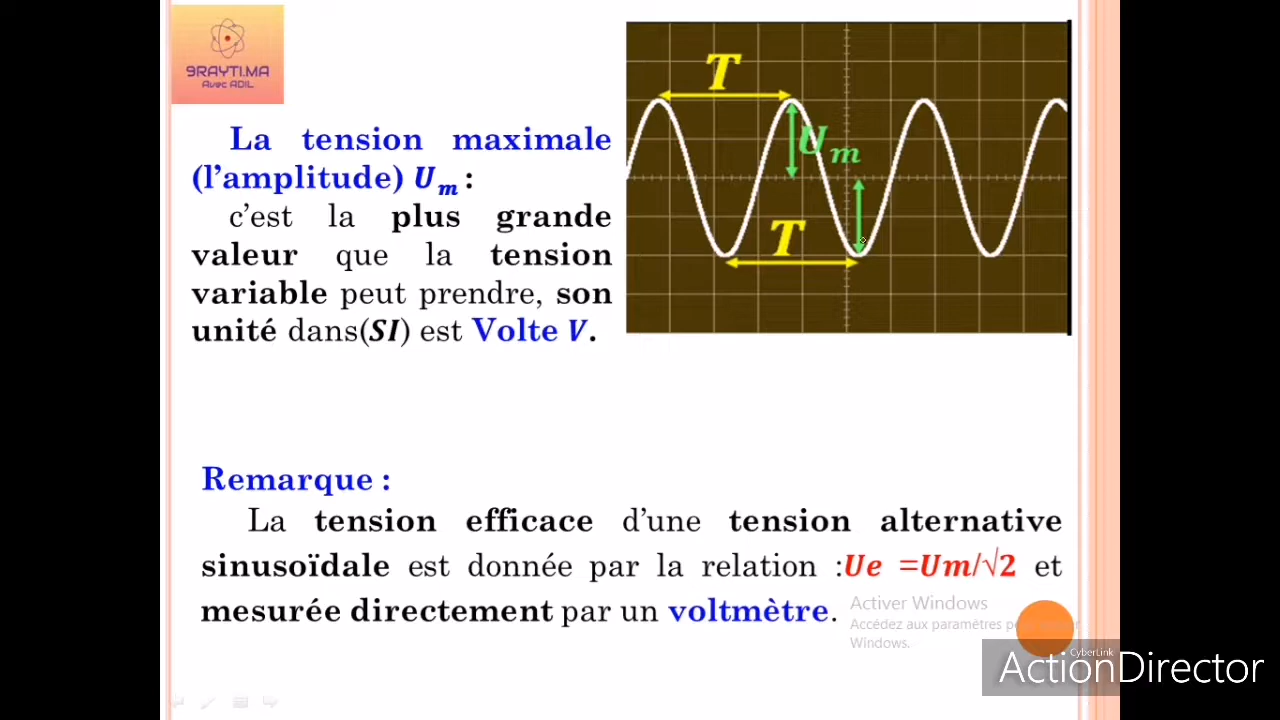 9RAYTI.MA
Avec ADIL
La tension maximale
(l'amplitude) Um :
c'est la plus grande
valeur que la tension
variable peut prendre, son
unité dans(SI) est Volte V.
T
Um
T
Remarque :
La tension efficace d'une tension alternative
sinusoïdale est donnée par la relation :Ue =Um/√2 et
mesurée directement par un voltmètre.
Activer Windows
Accédez aux paramètres
Windows.
CyberLink
ActionDirector